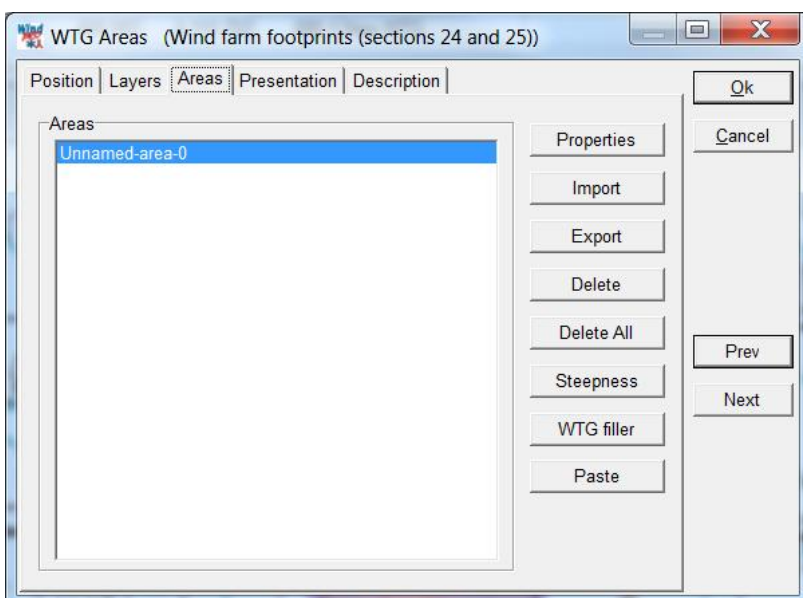 WTG Areas (Wind farm footprints (sections 24 and 25))
Position Layers Areas Presentation Description
Ok
Cancel
Areas
Unnamed-area-0
Properties
Import
Export
Delete
Delete All
Steepness
WTG filler
Paste
Prev
Next